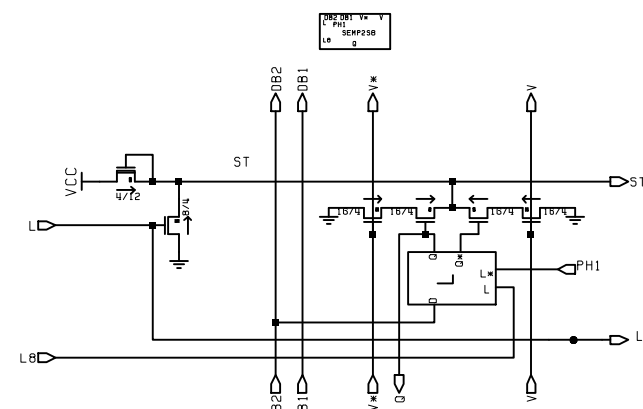 DB2 DB1 V* V
L PH1
SEMP2S8
L8 Q
DB2
DB1
V*
V
VCC
4/12
ST
ST
8/4
16/4
16/4
16/4
16/4
L
Q
Q*
L*
L
D
PH1
L
L8
B2
B1
V*
Q
V